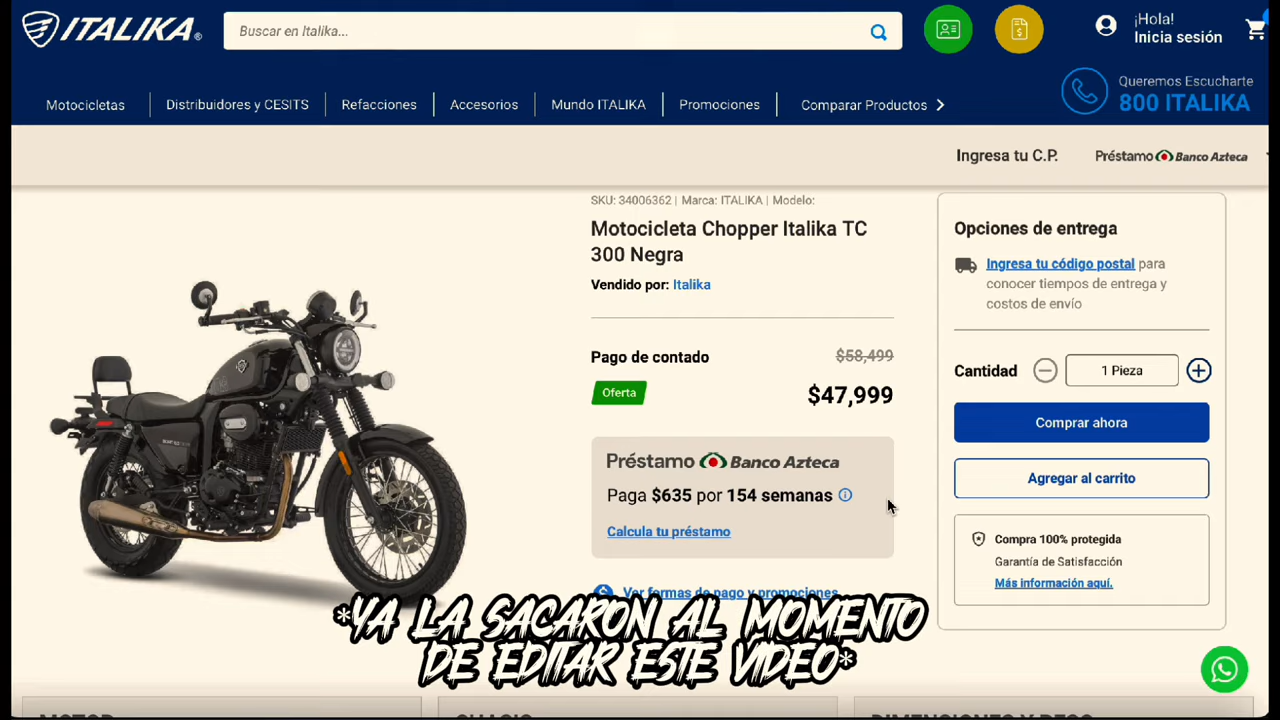 ITALIKA®
Buscar en Italika...
¡Hola!
Inicia sesión
Motocicletas
Distribuidores y CESITS
Refacciones
Accesorios
Mundo ITALIKA
Promociones
Comparar Productos
Queremos Escucharte
800 ITALIKA
Ingresa tu C.P.
Préstamo Banco Azteca
SKU: 34006362 | Marca: ITALIKA | Modelo:
Motocicleta Chopper Italika TC
300 Negra
Vendido por: Italika
Pago de contado
$58,499
Oferta
$47,999
Préstamo Banco Azteca
Paga $635 por 154 semanas
Calcula tu préstamo
Ver formas de pago y promociones
Opciones de entrega
Ingresa tu código postal para
conocer tiempos de entrega y
costos de envío
Cantidad
1 Pieza
Comprar ahora
Agregar al carrito
Compra 100% protegida
Garantía de Satisfacción
Más información aquí.
*YA LA SACARON AL MOMENTO
DE EDITAR ESTE VIDEO*
MOTOR
CHASIS
DIMENSIONES Y PESO